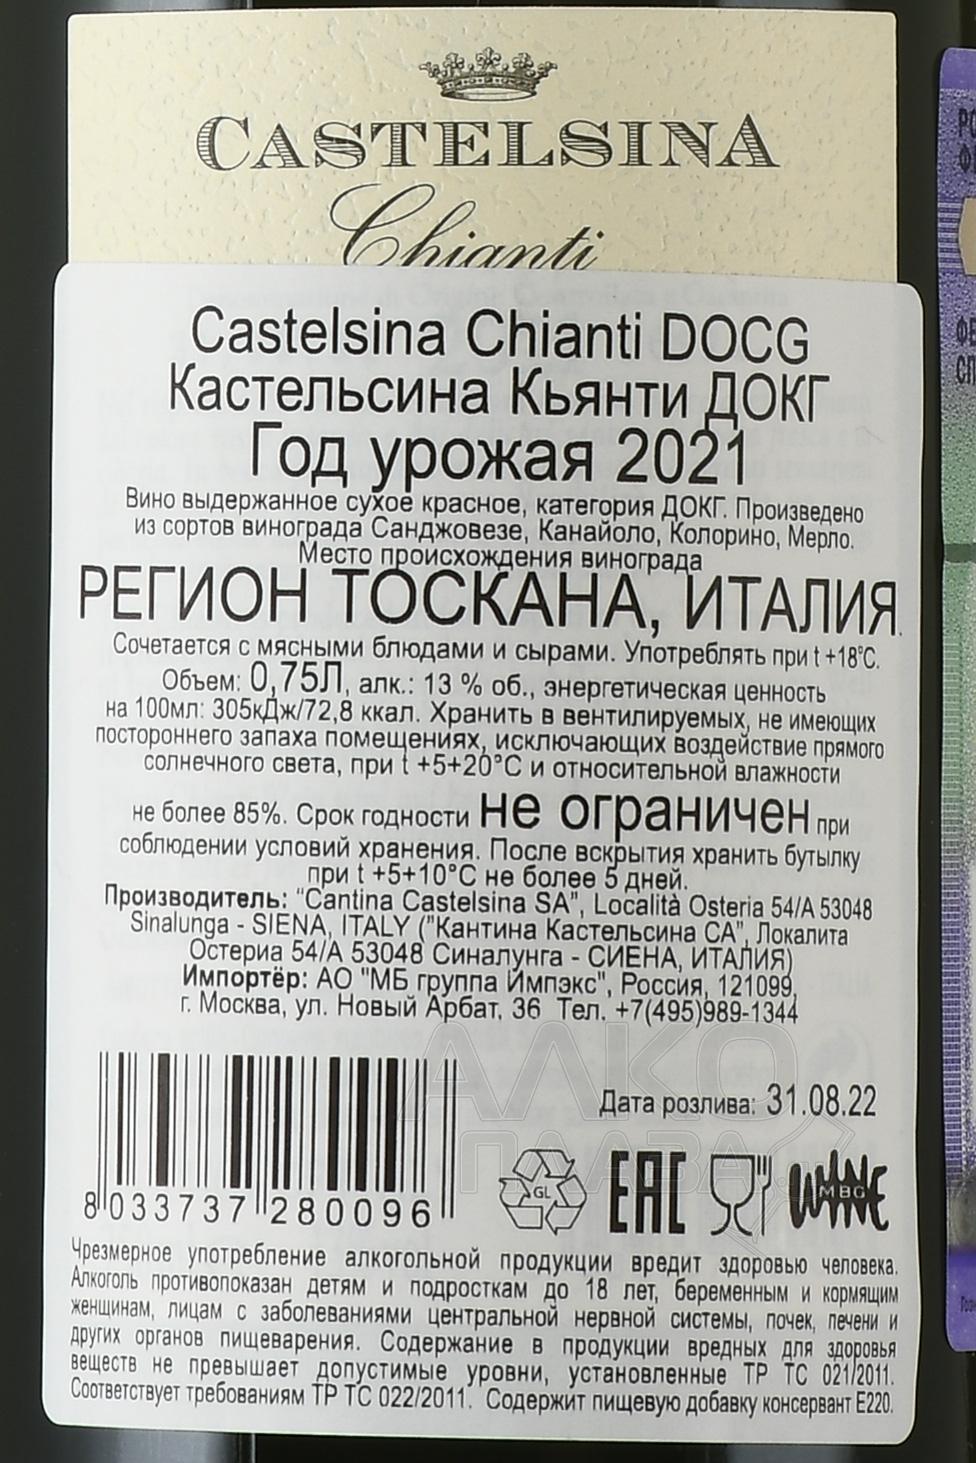 CASTELSINA
Chianti
Castelsina Chianti DOCG
Кастельсина Кьянти ДОКГ
Год урожая 2021
Вино выдержанное сухое красное, категория ДОКГ. Произведено
из сортов винограда Санджовезе, Канайоло, Колорино, Мерло.
Место происхождения винограда
РЕГИОН ТОСКАНА, ИТАЛИЯ.
Сочетается с мясными блюдами и сырами. Употреблять при t +18°C.
Объем: 0,75Л, алк.: 13 % об., энергетическая ценность
на 100мл: 305кДж/72,8 ккал. Хранить в вентилируемых, не имеющих
постороннего запаха помещениях, исключающих воздействие прямого
солнечного света, при t +5+20°C и относительной влажности
не более 85%. Срок годности не ограничен при
соблюдении условий хранения. После вскрытия хранить бутылку
при t +5+10°C не более 5 дней.
Производитель: "Cantina Castelsina SA", Località Osteria 54/A 53048
Sinalunga - SIENA, ITALY ("Кантина Кастельсина СА", Локалита
Остериа 54/А 53048 Синалунга - СИЕНА, ИТАЛИЯ)
Импортёр: АО "МБ группа Импэкс", Россия, 121099,
г. Москва, ул. Новый Арбат, 36 Тел. +7(495)989-1344
АЛКО
ПЛАЗА
Дата розлива: 31.08.22
8 033737 280096
GL
EAC
WINE
MBG
Чрезмерное употребление алкогольной продукции вредит здоровью человека.
Алкоголь противопоказан детям и подросткам до 18 лет, беременным и кормящим
женщинам, лицам с заболеваниями центральной нервной системы, почек, печени и
других органов пищеварения. Содержание в продукции вредных для здоровья
веществ не превышает допустимые уровни, установленные ТР ТС 021/2011.
Соответствует требованиям ТР ТС 022/2011. Содержит пищевую добавку консервант Е220.